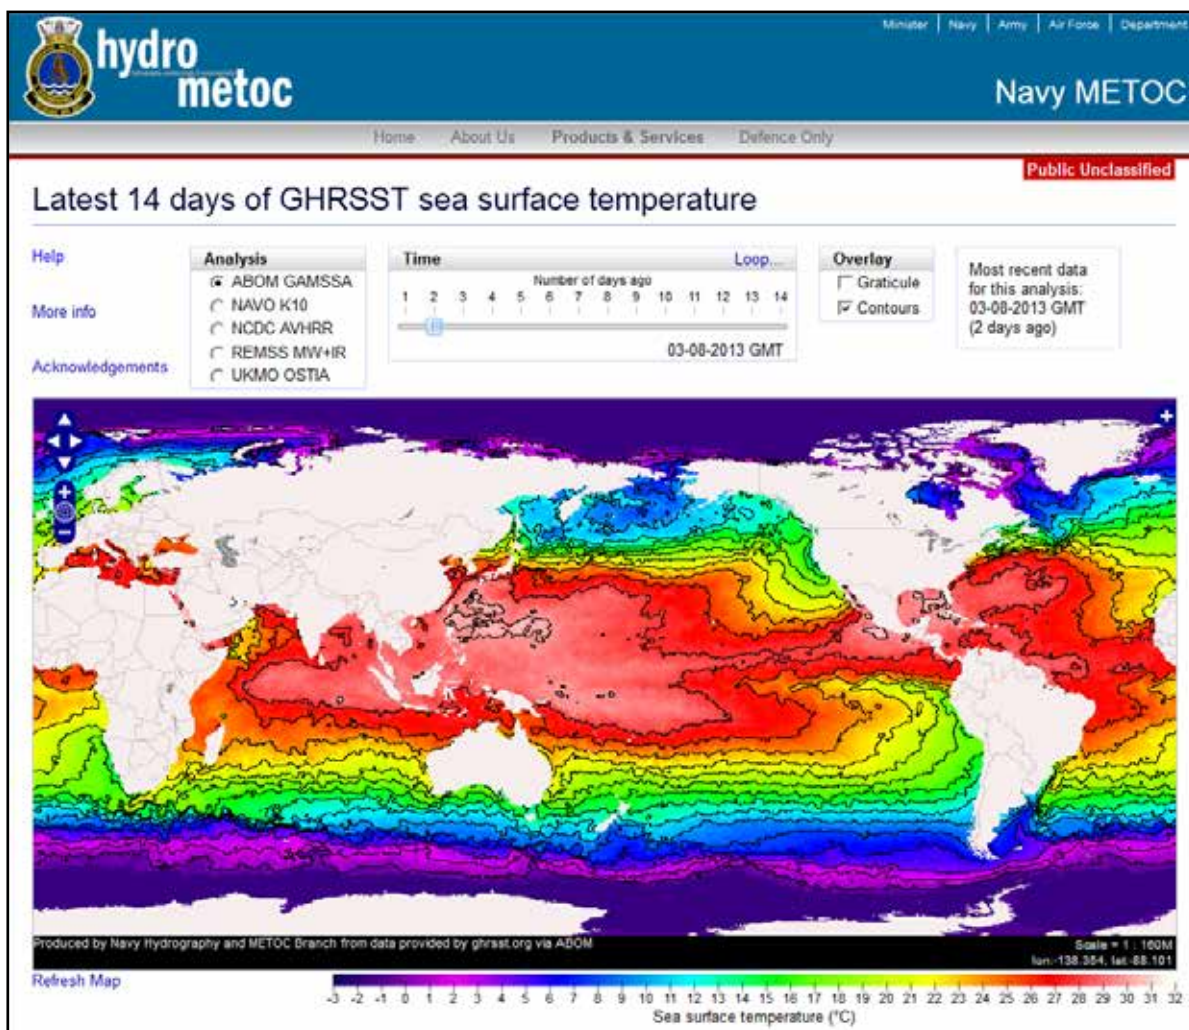 Minister | Navy | Army | Air Force | Department
hydro
metoc
Navy METOC
Home About Us Products & Services Defence Only
Public Unclassified
Latest 14 days of GHRSST sea surface temperature
Help
More info
Acknowledgements
Analysis
ABOM GAMSSA
NAVO K10
NCDC AVHRR
REMSS MW+IR
UKMO OSTIA
Time Loop...
Number of days ago
1 2 3 4 5 6 7 8 9 10 11 12 13 14
03-08-2013 GMT
Overlay
Graticule
Contours
Most recent data
for this analysis:
03-08-2013 GMT
(2 days ago)
Produced by Navy Hydrography and METOC Branch from data provided by ghrsst.org via ABOM
Scale = 1 : 160M
lon:-138.354, lat:-88.101
Refresh Map
-3 -2 -1 0 1 2 3 4 5 6 7 8 9 10 11 12 13 14 15 16 17 18 19 20 21 22 23 24 25 26 27 28 29 30 31 32
Sea surface temperature (°C)